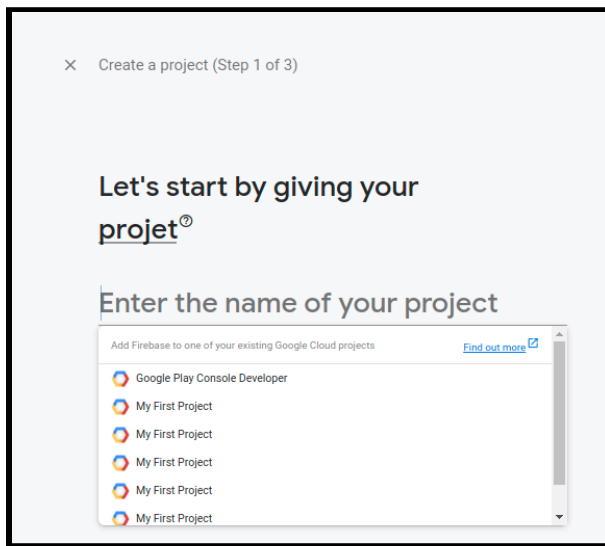 Create a project (Step 1 of 3)
Let's start by giving your
projet
Enter the name of your project
Add Firebase to one of your existing Google Cloud projects
Find out more
Google Play Console Developer
My First Project
My First Project
My First Project
My First Project
My First Project